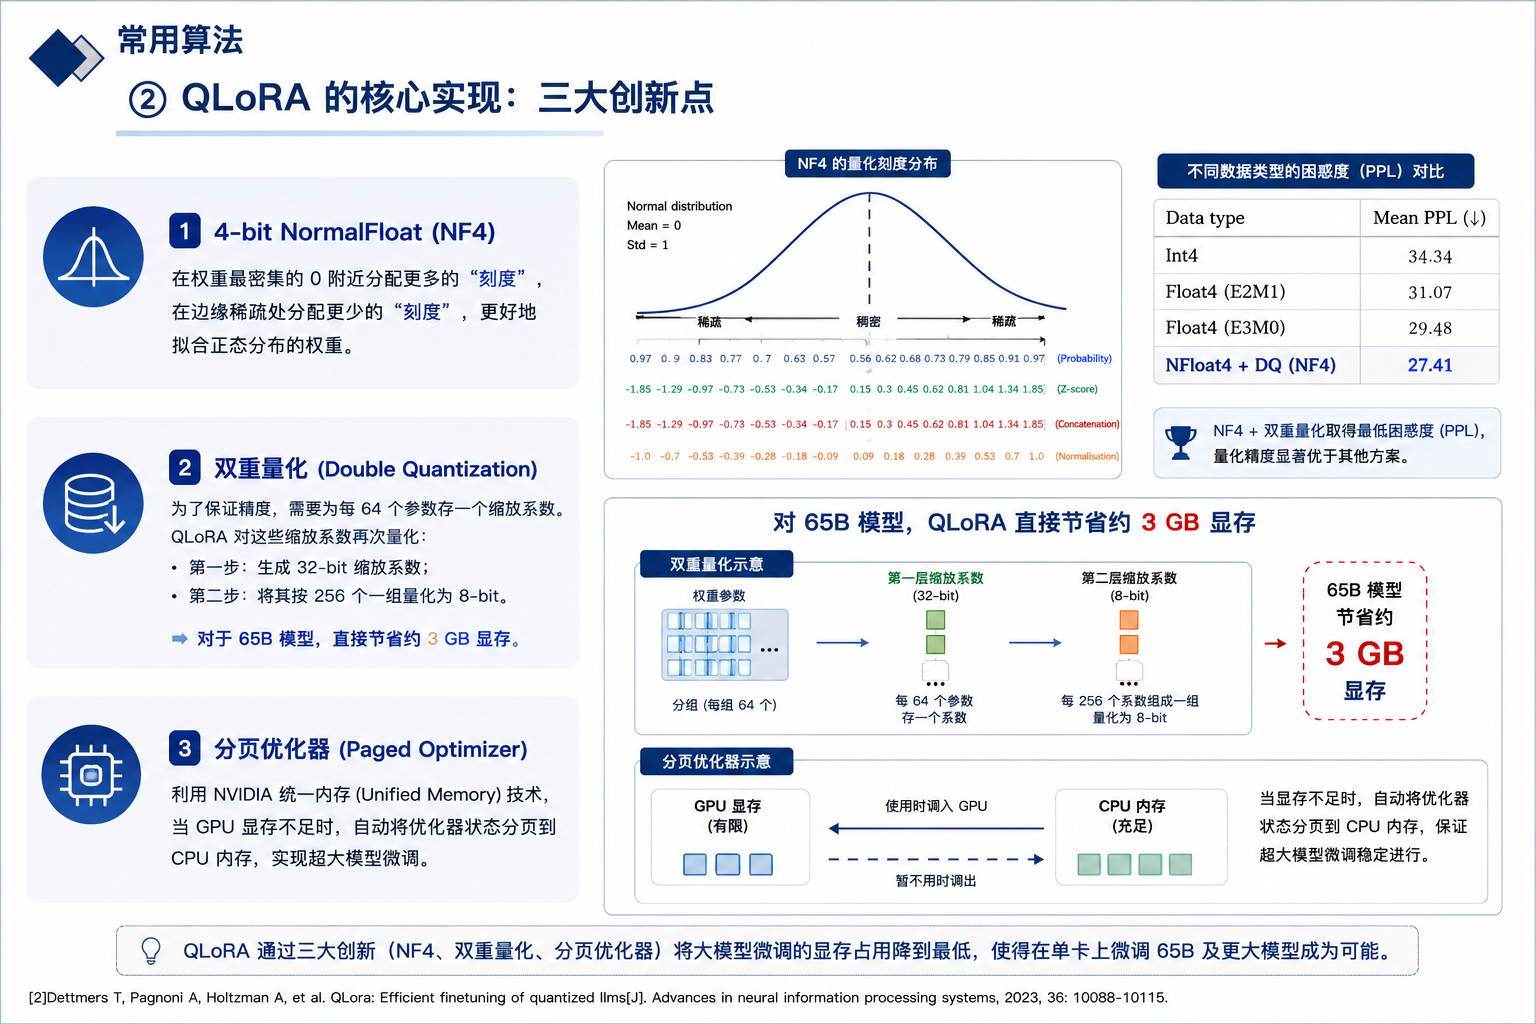 常用算法
② QLoRA 的核心实现：三大创新点
1 4-bit NormalFloat (NF4)
在权重最密集的 0 附近分配更多的“刻度”，
在边缘稀疏处分配更少的“刻度”，更好地
拟合正态分布的权重。
2 双重量化 (Double Quantization)
为了保证精度，需要为每 64 个参数存一个缩放系数。
QLoRA 对这些缩放系数再次量化：
• 第一步：生成 32-bit 缩放系数；
• 第二步：将其按 256 个一组量化为 8-bit。
➡ 对于 65B 模型，直接节省约 3 GB 显存。
3 分页优化器 (Paged Optimizer)
利用 NVIDIA 统一内存 (Unified Memory) 技术，
当 GPU 显存不足时，自动将优化器状态分页到
CPU 内存，实现超大模型微调。
NF4 的量化刻度分布
Normal distribution
Mean = 0
Std = 1
稀疏 稠密 稀疏
0.97 0.9 0.83 0.77 0.7 0.63 0.57 0.56 0.62 0.68 0.73 0.79 0.85 0.91 0.97 (Probability)
-1.85 -1.29 -0.97 -0.73 -0.53 -0.34 -0.17 0.15 0.3 0.45 0.62 0.81 1.04 1.34 1.85 (Z-score)
-1.85 -1.29 -0.97 -0.73 -0.53 -0.34 -0.17 0.15 0.3 0.45 0.62 0.81 1.04 1.34 1.85 (Concatenation)
-1.0 -0.7 -0.53 -0.39 -0.28 -0.18 -0.09 0.09 0.18 0.28 0.39 0.53 0.7 1.0 (Normalisation)
不同数据类型的困惑度（PPL）对比
Data type Mean PPL (↓)
Int4 34.34
Float4 (E2M1) 31.07
Float4 (E3M0) 29.48
NFloat4 + DQ (NF4) 27.41
NF4 + 双重量化取得最低困惑度 (PPL)，
量化精度显著优于其他方案。
对 65B 模型，QLoRA 直接节省约 3 GB 显存
双重量化示意
权重参数
...
分组 (每组 64 个)
第一层缩放系数
(32-bit)
...
每 64 个参数
存一个系数
第二层缩放系数
(8-bit)
...
每 256 个系数组成一组
量化为 8-bit
65B 模型
节省约
3 GB
显存
分页优化器示意
GPU 显存
(有限)
使用时调入 GPU
暂不用时调出
CPU 内存
(充足)
当显存不足时，自动将优化器
状态分页到 CPU 内存，保证
超大模型微调稳定进行。
QLoRA 通过三大创新（NF4、双重量化、分页优化器）将大模型微调的显存占用降到最低，使得在单卡上微调 65B 及更大模型成为可能。
[2]Dettmers T, Pagnoni A, Holtzman A, et al. QLora: Efficient finetuning of quantized llms[J]. Advances in neural information processing systems, 2023, 36: 10088-10115.